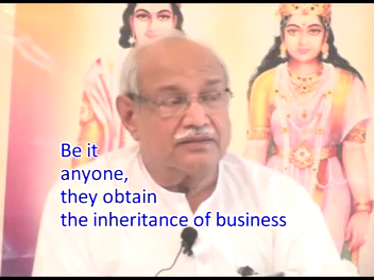 Be it
anyone,
they obtain
the inheritance of business